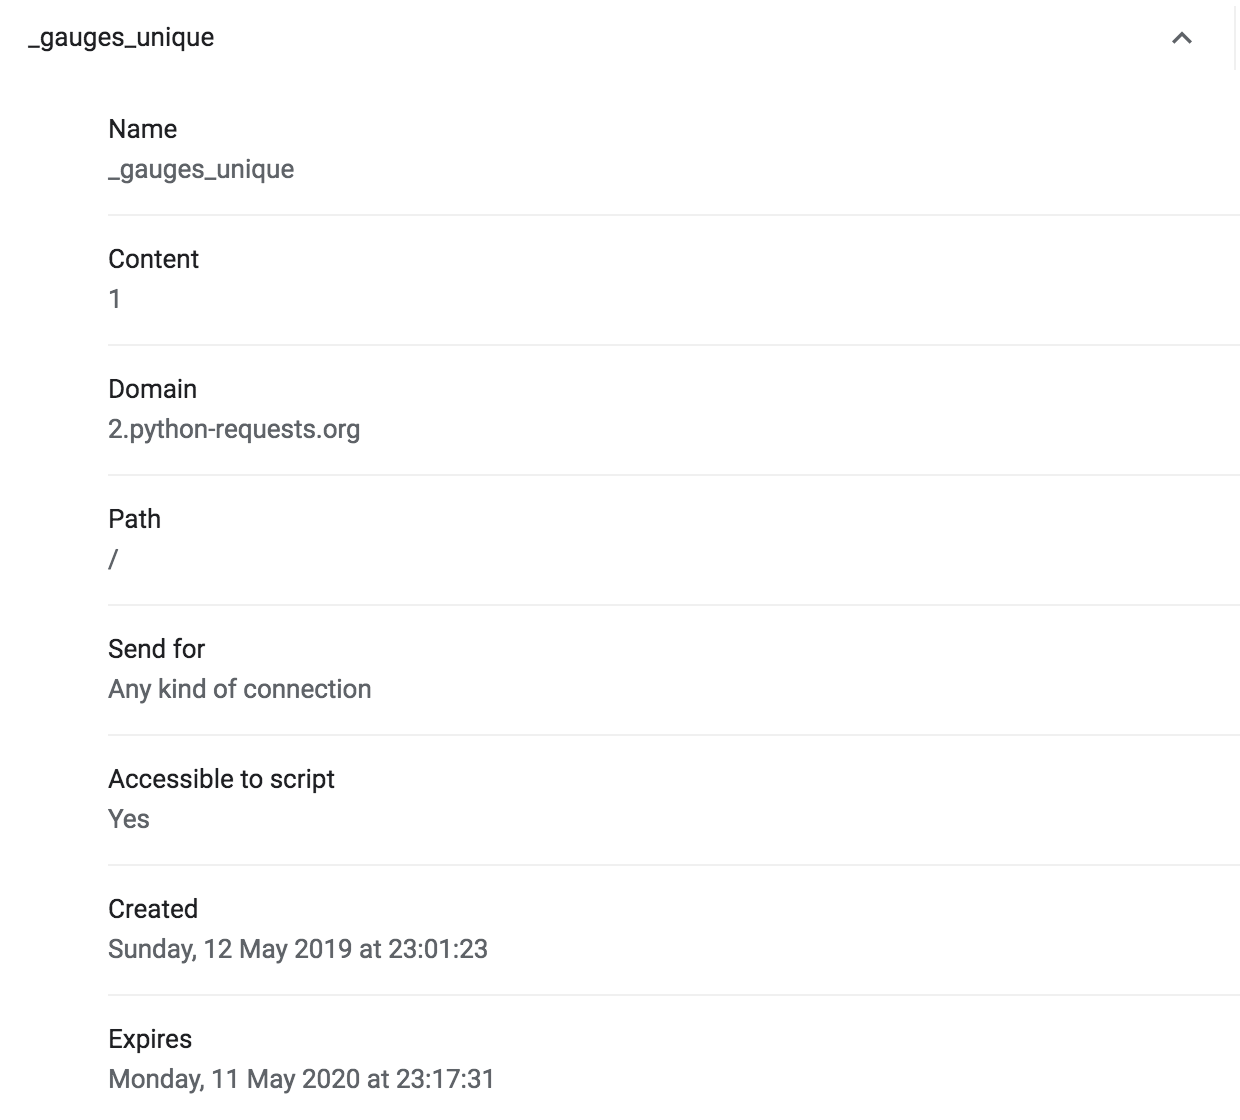 _gauges_unique
Name
_gauges_unique
Content
1
Domain
2.python-requests.org
Path
/
Send for
Any kind of connection
Accessible to script
Yes
Created
Sunday, 12 May 2019 at 23:01:23
Expires
Monday, 11 May 2020 at 23:17:31